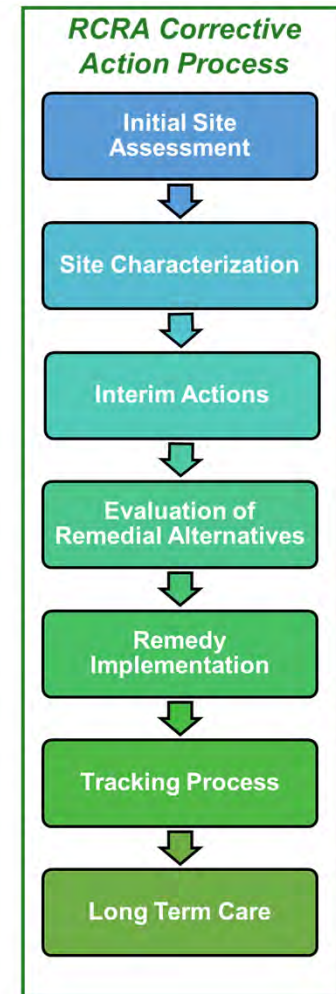 RCRA Corrective
Action Process
Initial Site
Assessment
Site Characterization
Interim Actions
Evaluation of
Remedial Alternatives
Remedy
Implementation
Tracking Process
Long Term Care